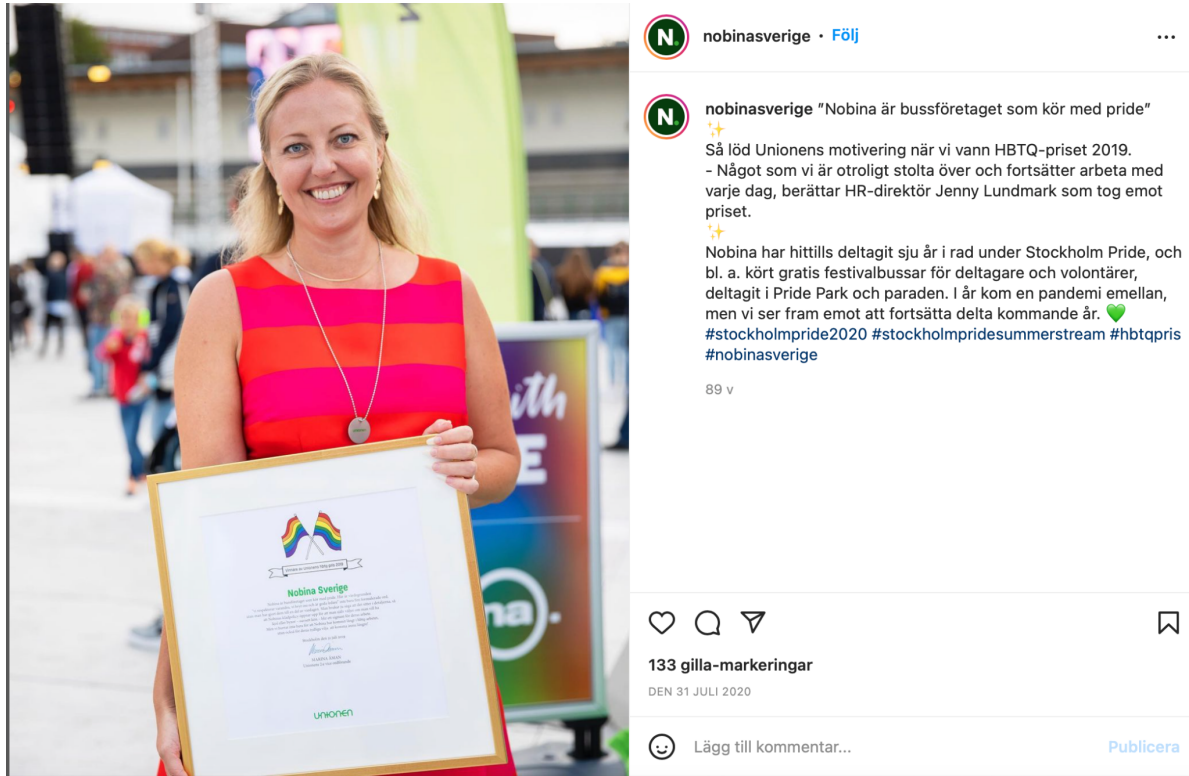 N.
nobinasverige • Följ
N.
nobinasverige ”Nobina är bussföretaget som kör med pride”
Så löd Unionens motivering när vi vann HBTQ-priset 2019.
- Något som vi är otroligt stolta över och fortsätter arbeta med
varje dag, berättar HR-direktör Jenny Lundmark som tog emot
priset.
Nobina har hittills deltagit sju år i rad under Stockholm Pride, och
bl. a. kört gratis festivalbussar för deltagare och volontärer,
deltagit i Pride Park och paraden. I år kom en pandemi emellan,
men vi ser fram emot att fortsätta delta kommande år. 💚
#stockholmpride2020 #stockholmpridesummerstream #hbtqpris
#nobinasverige
89 v
133 gilla-markeringar
DEN 31 JULI 2020
Lägg till kommentar...
Publicera
Nobina Sverige
UNIONEN